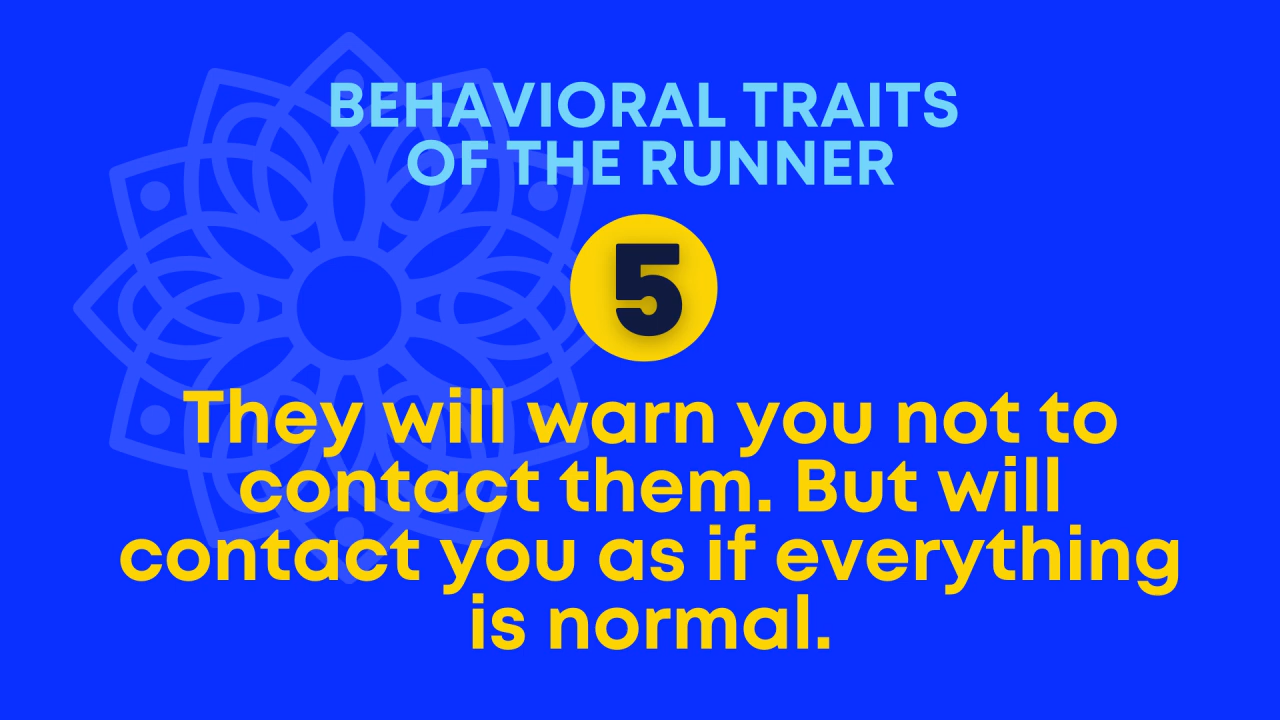 BEHAVIORAL TRAITS
OF THE RUNNER
5
They will warn you not to
contact them. But will
contact you as if everything
is normal.